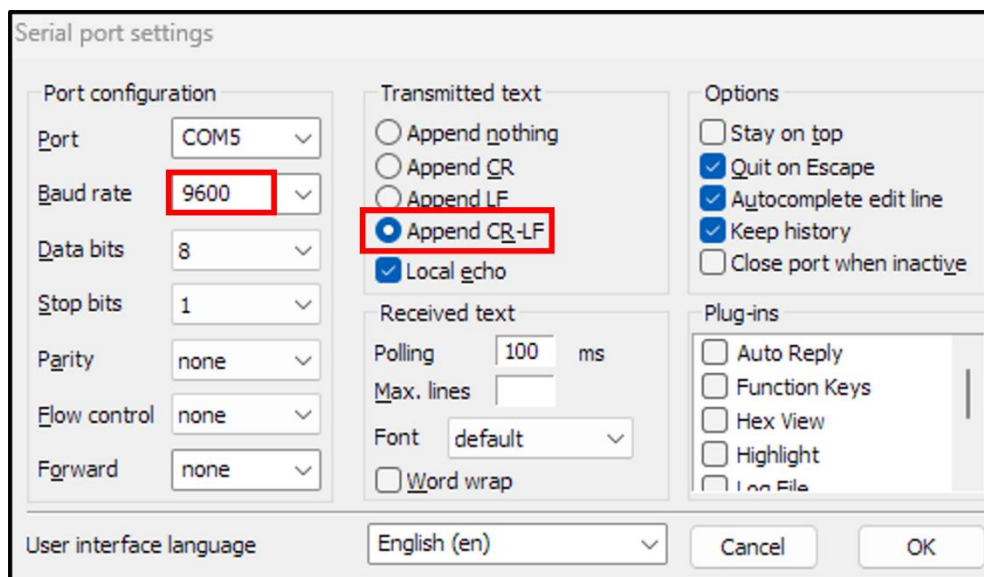 Serial port settings
Port configuration
Port COM5
Baud rate 9600
Data bits 8
Stop bits 1
Parity none
Flow control none
Forward none
Transmitted text
Append nothing
Append CR
Append LF
Append CR-LF
Local echo
Received text
Polling 100 ms
Max. lines
Font default
Word wrap
Options
Stay on top
Quit on Escape
Autocomplete edit line
Keep history
Close port when inactive
Plug-ins
Auto Reply
Function Keys
Hex View
Highlight
Log File
User interface language English (en) Cancel OK